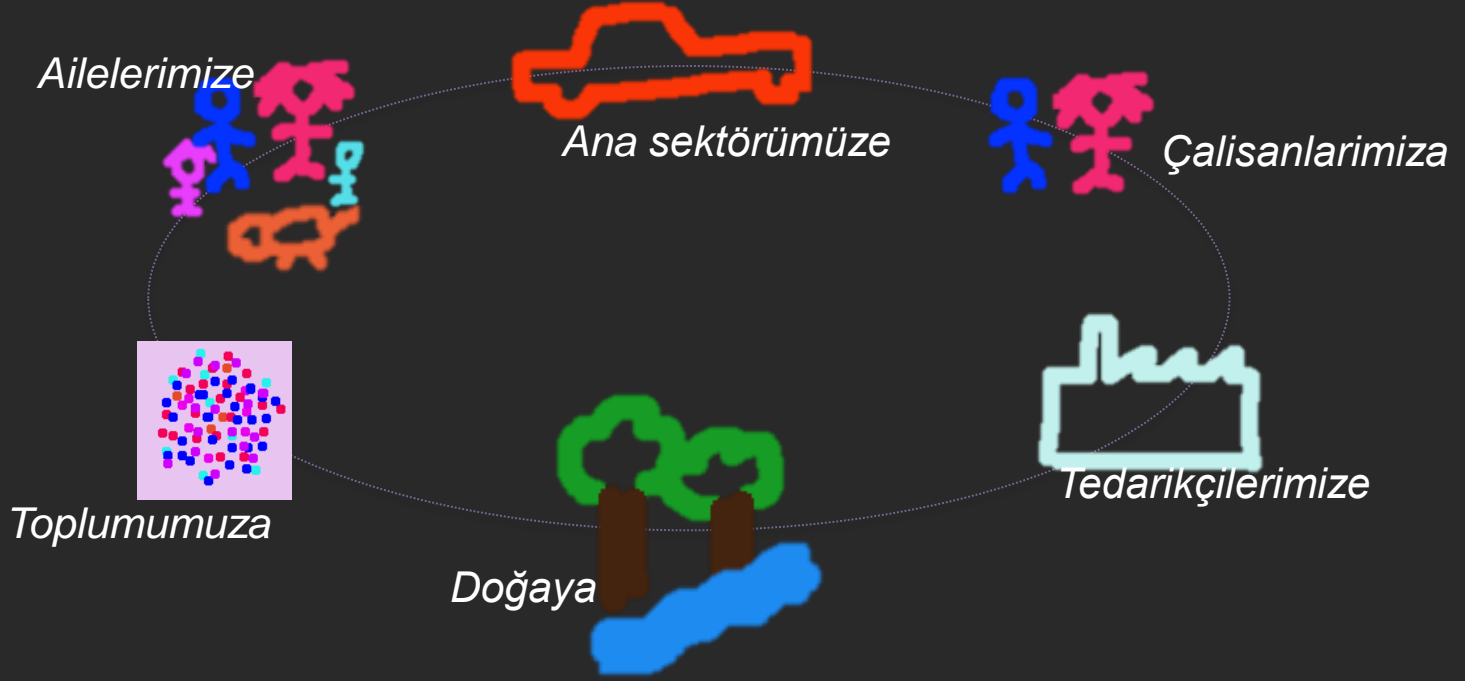 Ailelerimize
Ana sektörümüze
Çalisanlarimiza
Tedarikçilerimize
Toplumumuza
Doğaya